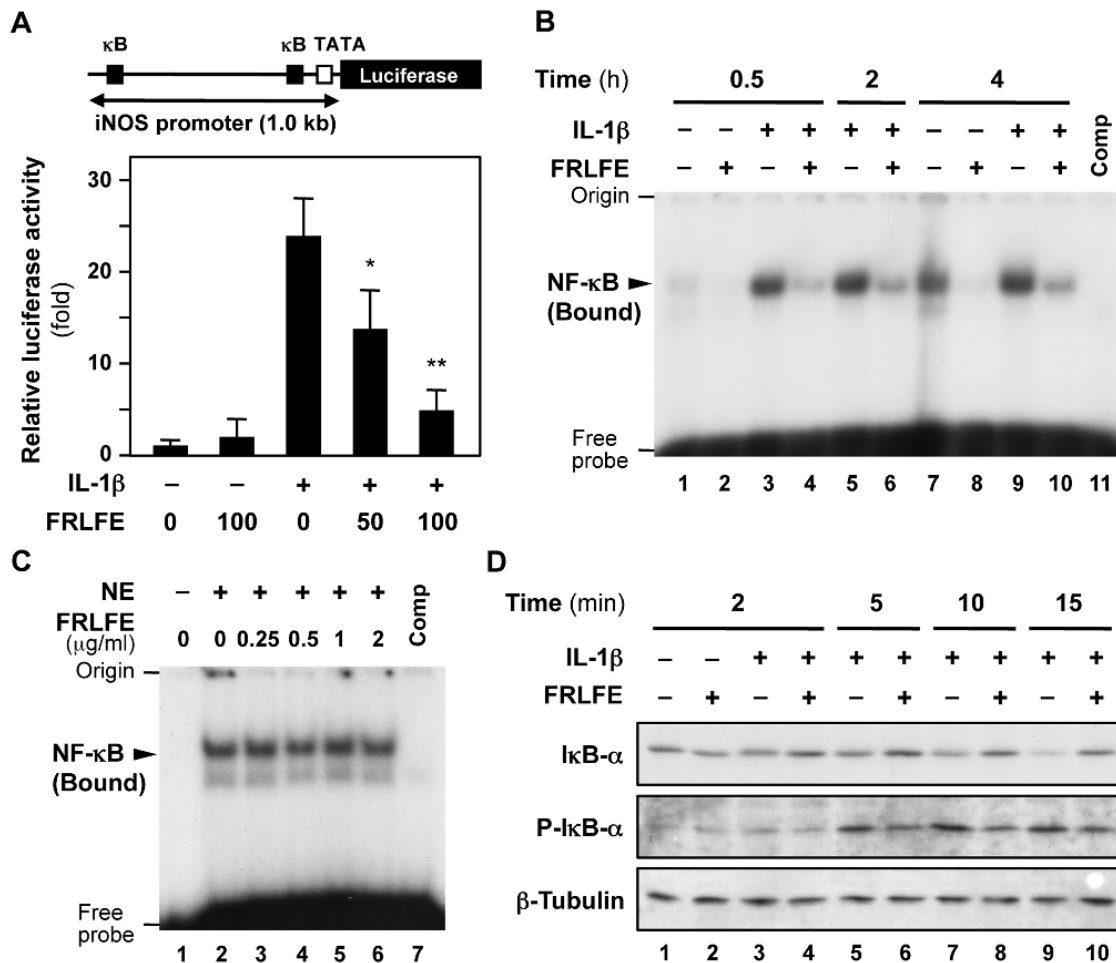 A
κB κB TATA
Luciferase
iNOS promoter (1.0 kb)
Relative luciferase activity
(fold)
30
20
10
0
IL-1β – – + + +
FRLFE 0 100 0 50 100
*
**
B
Time (h) 0.5 2 4
IL-1β – – + + + + – – + +
FRLFE – + – + – + – + – + Comp
Origin
NF-κB
(Bound)
Free
probe
1 2 3 4 5 6 7 8 9 10 11
C
NE – + + + + +
FRLFE
(μg/ml) 0 0 0.25 0.5 1 2 Comp
Origin
NF-κB
(Bound)
Free
probe
1 2 3 4 5 6 7
D
Time (min) 2 5 10 15
IL-1β – – + + + + + + + +
FRLFE – + – + – + – + – +
IκB-α
P-IκB-α
β-Tubulin
1 2 3 4 5 6 7 8 9 10